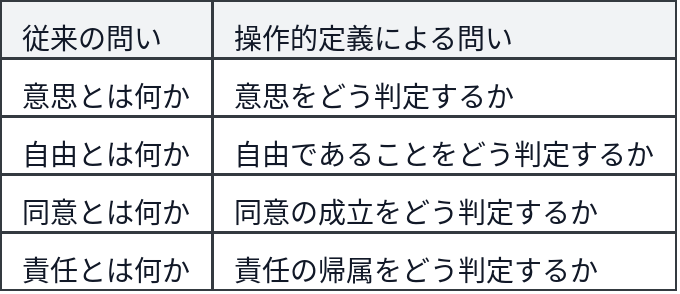 従来の問い 操作的定義による問い
意思とは何か 意思をどう判定するか
自由とは何か 自由であることをどう判定するか
同意とは何か 同意の成立をどう判定するか
責任とは何か 責任の帰属をどう判定するか